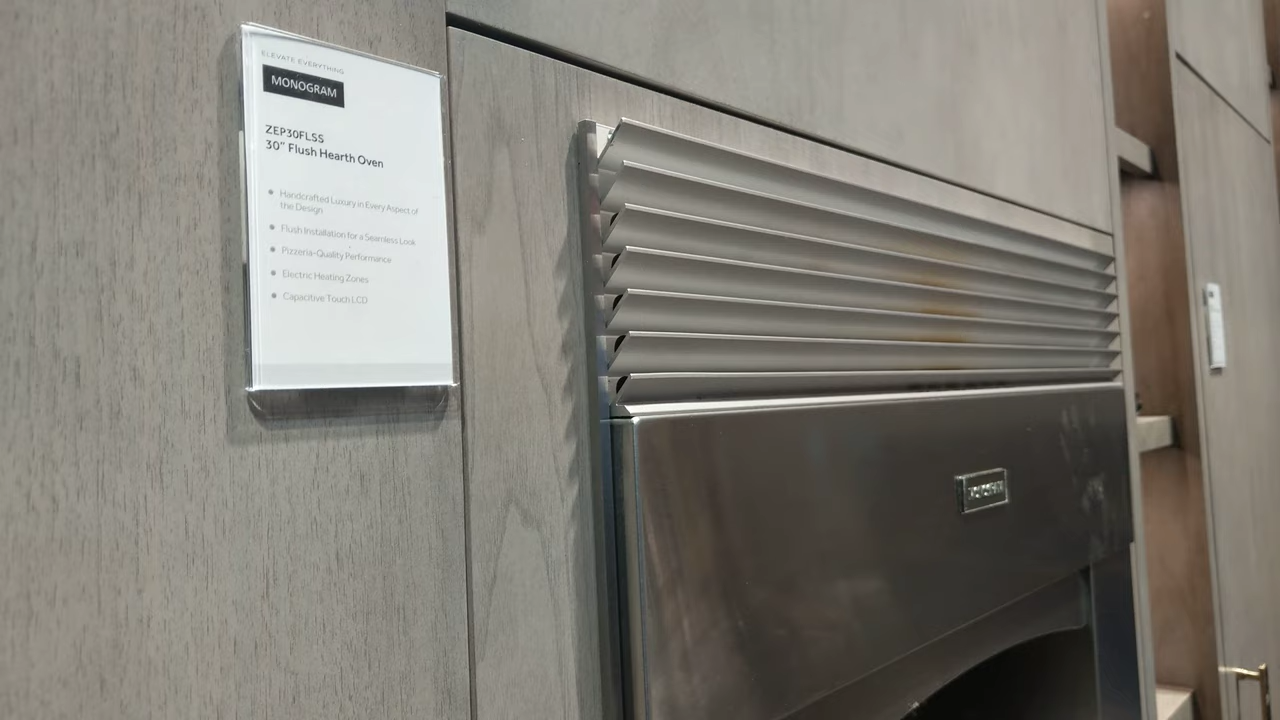 ELEVATE EVERYTHING
MONOGRAM
ZEP30FLSS
30" Flush Hearth Oven
Handcrafted Luxury in Every Aspect of
the Design
Flush Installation for a Seamless Look
Pizzeria-Quality Performance
Electric Heating Zones
Capacitive Touch LCD